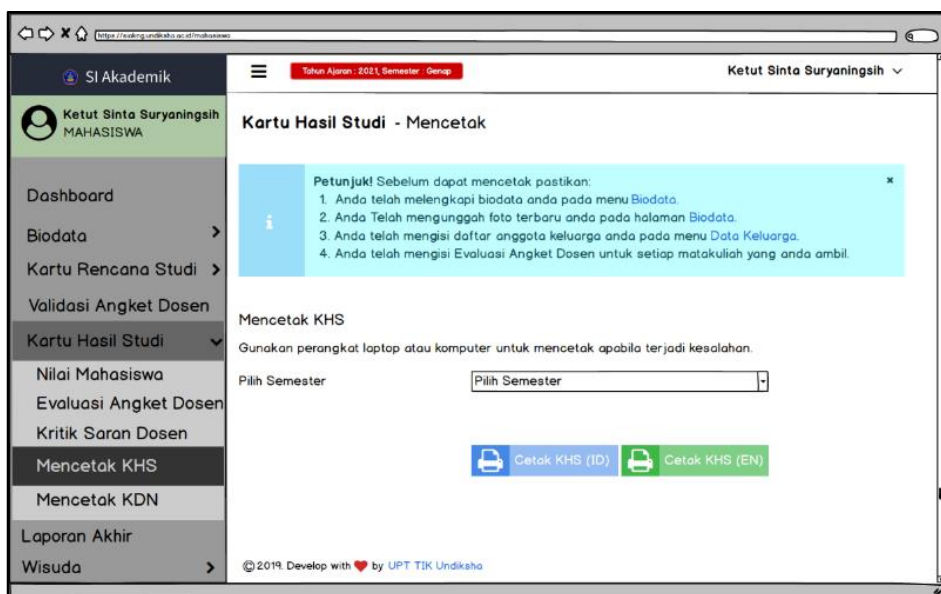 https://siakng.undiksha.ac.id/mahasiswa
SI Akademik
Tahun Ajaran : 2021, Semester : Genap
Ketut Sinta Suryaningsih
Ketut Sinta Suryaningsih
MAHASISWA
Dashboard
Biodata
Kartu Rencana Studi
Validasi Angket Dosen
Kartu Hasil Studi
Nilai Mahasiswa
Evaluasi Angket Dosen
Kritik Saran Dosen
Mencetak KHS
Mencetak KDN
Laporan Akhir
Wisuda
Kartu Hasil Studi - Mencetak
Petunjuk! Sebelum dapat mencetak pastikan:
1. Anda telah melengkapi biodata anda pada menu Biodata.
2. Anda Telah mengunggah foto terbaru anda pada halaman Biodata.
3. Anda telah mengisi daftar anggota keluarga anda pada menu Data Keluarga.
4. Anda telah mengisi Evaluasi Angket Dosen untuk setiap matakuliah yang anda ambil.
Mencetak KHS
Gunakan perangkat laptop atau komputer untuk mencetak apabila terjadi kesalahan.
Pilih Semester
Pilih Semester
Cetak KHS (ID)
Cetak KHS (EN)
© 2019. Develop with ❤ by UPT TIK Undiksha